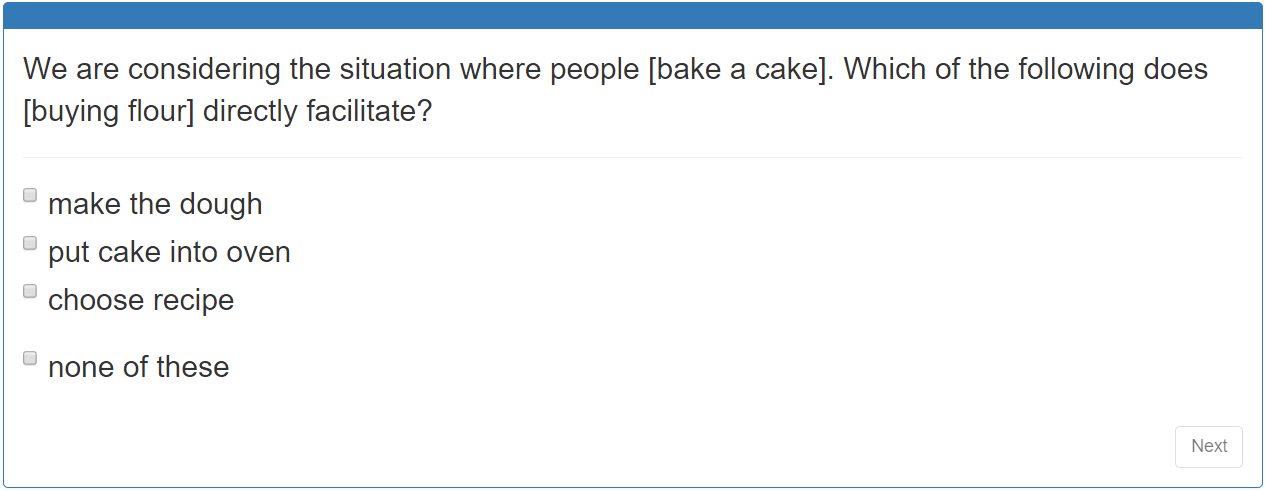 We are considering the situation where people [bake a cake]. Which of the following does
[buying flour] directly facilitate?
make the dough
put cake into oven
choose recipe
none of these
Next